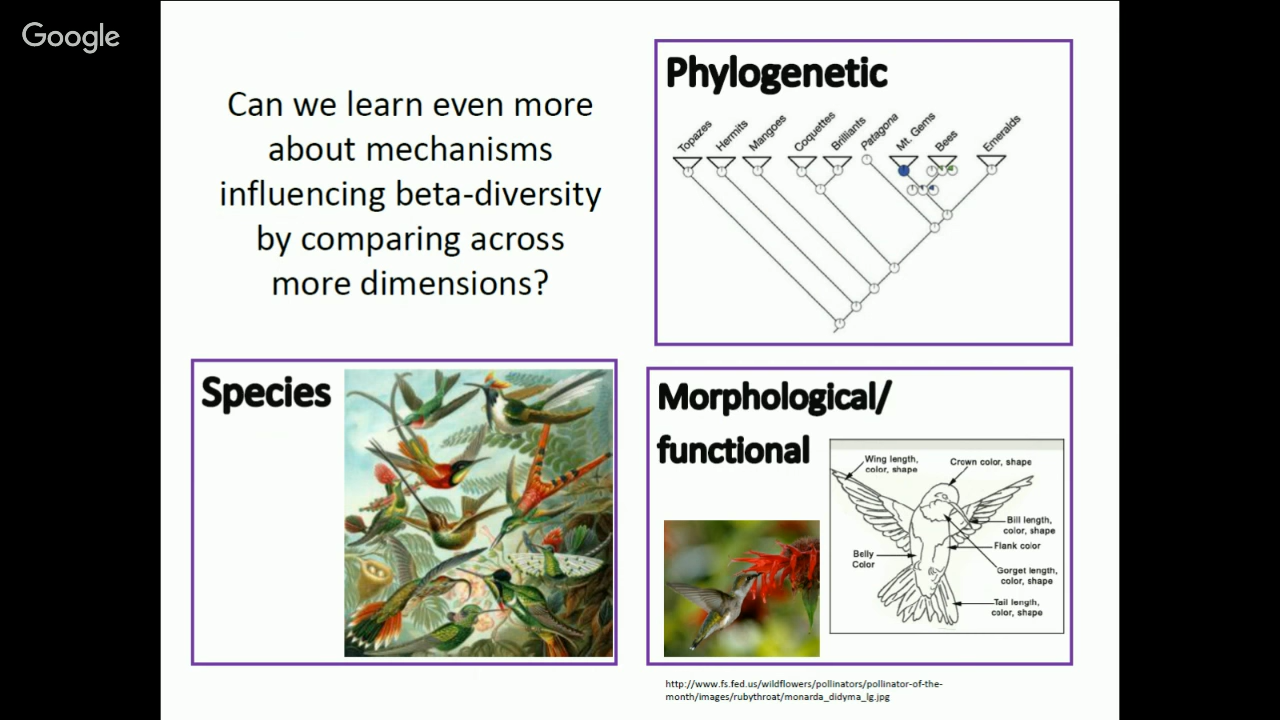 Google
Can we learn even more
about mechanisms
influencing beta-diversity
by comparing across
more dimensions?
Phylogenetic
Topazes
Hermits
Mangoes
Coquettes
Brilliants
Patagona
Mt. Gems
Bees
Emeralds
Species
Morphological/
functional
Wing length,
color, shape
Crown color, shape
Bill length,
color, shape
Flank color
Belly
Color
Gorget length,
color, shape
Tail length,
color, shape
http://www.fs.fed.us/wildflowers/pollinators/pollinator-of-the-
month/images/rubythroat/monarda_didyma_lg.jpg